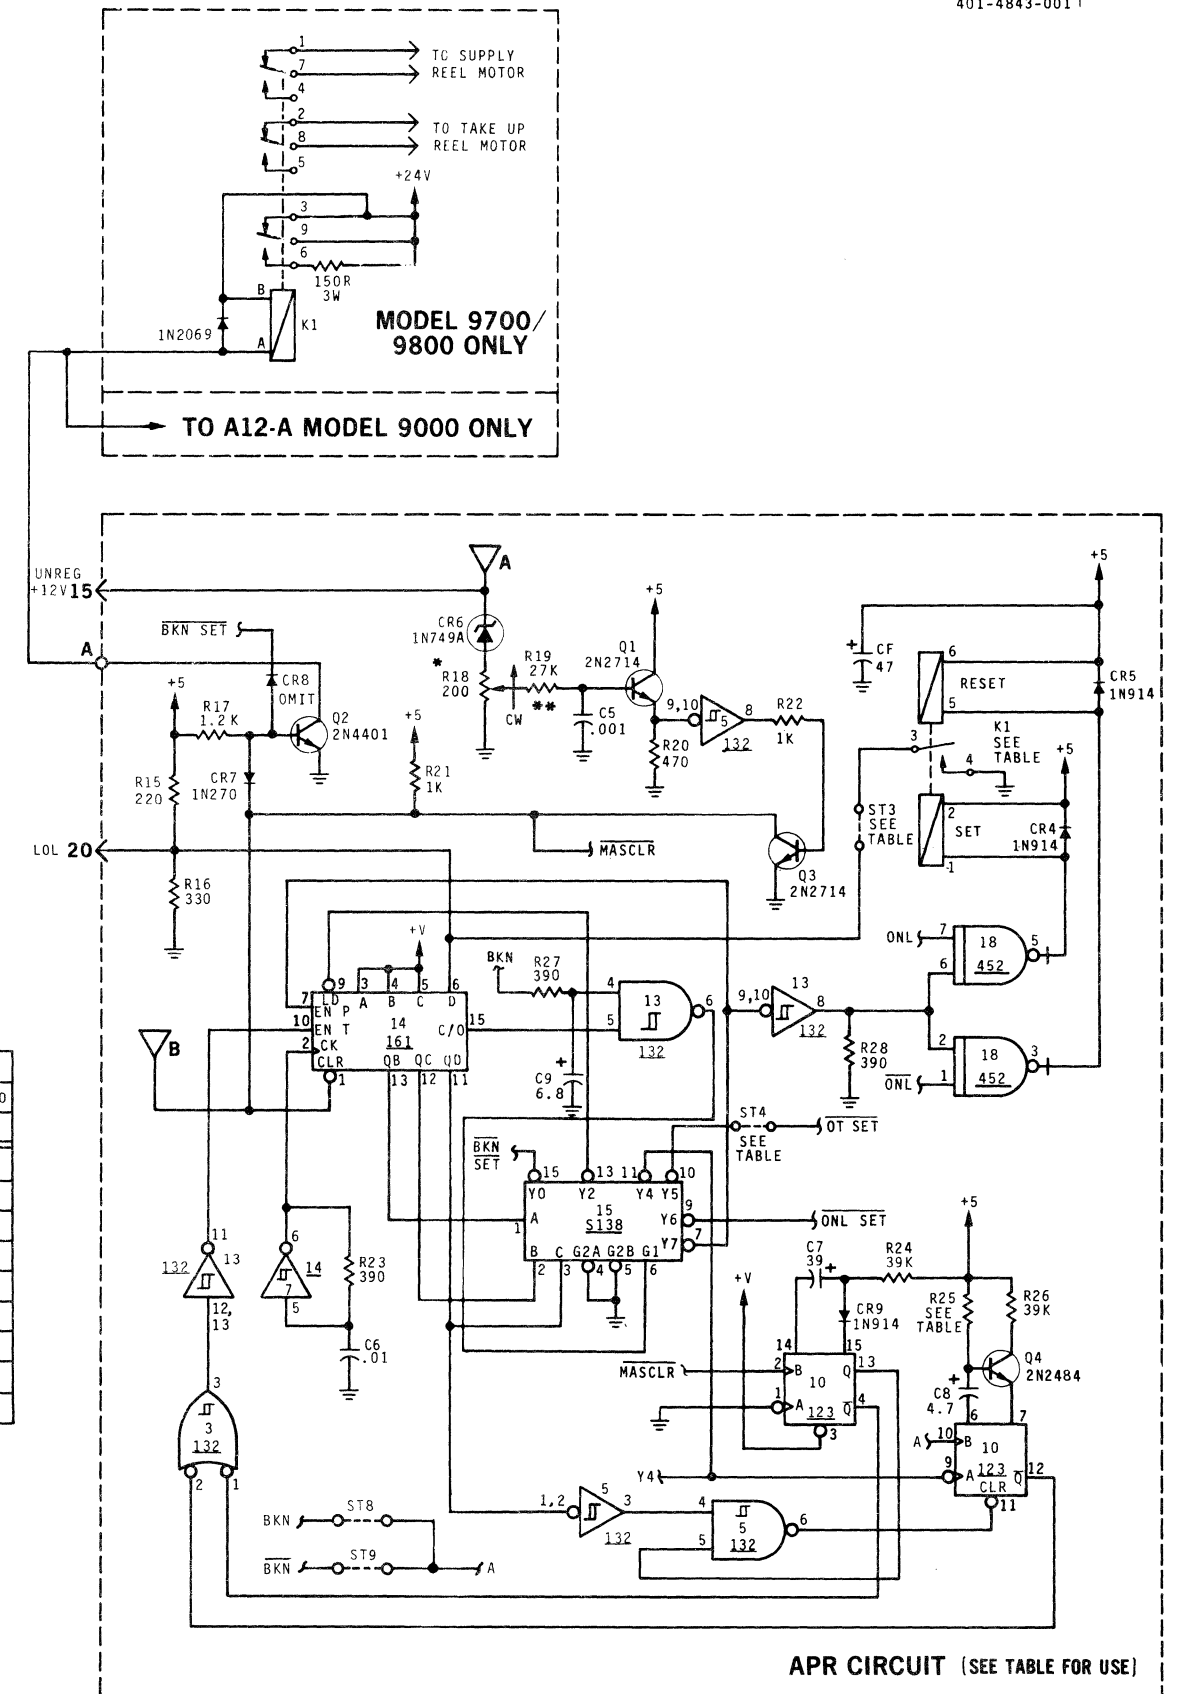 401-4843-001
1
7
4
TO SUPPLY
REEL MOTOR
2
8
5
TO TAKE UP
REEL MOTOR
+24V
3
9
6
150R
3W
B
K1
1N2069
A
MODEL 9700/
9800 ONLY
TO A12-A MODEL 9000 ONLY
UNREG
+12V 15
A
BKN SET
A
CR6
1N749A
*
R18
200
R19
27K
**
CW
C5
.001
+5
Q1
2N2714
9,10
5
8
132
R22
1K
R20
470
+5
CF
47
6
RESET
5
CR5
1N914
3
K1
SEE
TABLE
4
+5
2
SET
1
CR4
1N914
ST3
SEE
TABLE
+5
R17
1.2K
CR8
OMIT
Q2
2N4401
R15
220
CR7
1N270
+5
R21
1K
MASCLR
Q3
2N2714
LOL 20
R16
330
+V
7
9
3
4
5
6
LD
A
B
C
D
EN P
10
EN T
2
CK
CLR
14
161
C/O
15
QB
QC
QD
1
13
12
11
B
BKN
R27
390
4
5
13
6
132
C9
6.8
9,10
13
8
132
R28
390
ONL
7
6
18
452
5
2
1
18
452
3
ONL
ST4
SEE
TABLE
OT SET
BKN
SET
15
13
11
10
Y0
Y2
Y4
Y5
1
A
15
S138
Y6
9
Y7
7
B
C
G2A
G2B
G1
2
3
4
5
6
ONL SET
11
132
13
12,
13
6
14
7
5
R23
390
C6
.01
3
3
132
2
1
+5
C7
39
R24
39K
+V
CR9
1N914
R25
SEE
TABLE
R26
39K
Q4
2N2484
C8
4.7
MASCLR
14
15
2
B
13
Q
10
1
A
123
Q
4
3
6
7
A
10
B
10
9
A
123
CLR
Q
12
11
Y4
1,2
5
3
132
4
5
5
132
6
BKN
ST8
BKN
ST9
A
APR CIRCUIT (SEE TABLE FOR USE)